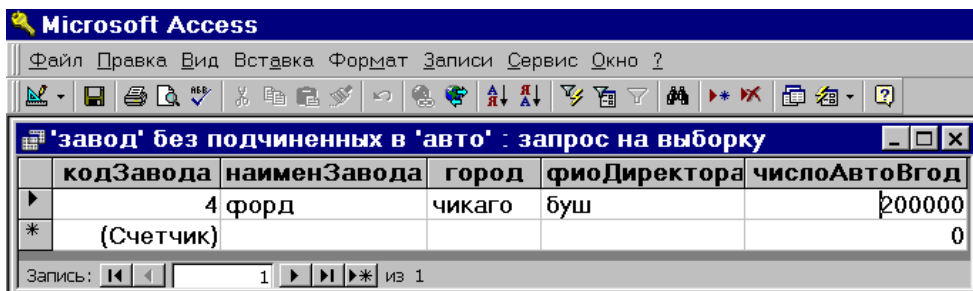 Microsoft Access
Файл Правка Вид Вставка Формат Записи Сервис Окно ?
'завод' без подчиненных в 'авто' : запрос на выборку
кодЗавода наименЗавода город фиоДиректора числоАвтоВгод
4 форд чикаго буш 200000
(Счетчик) 0
Запись: 1 из 1